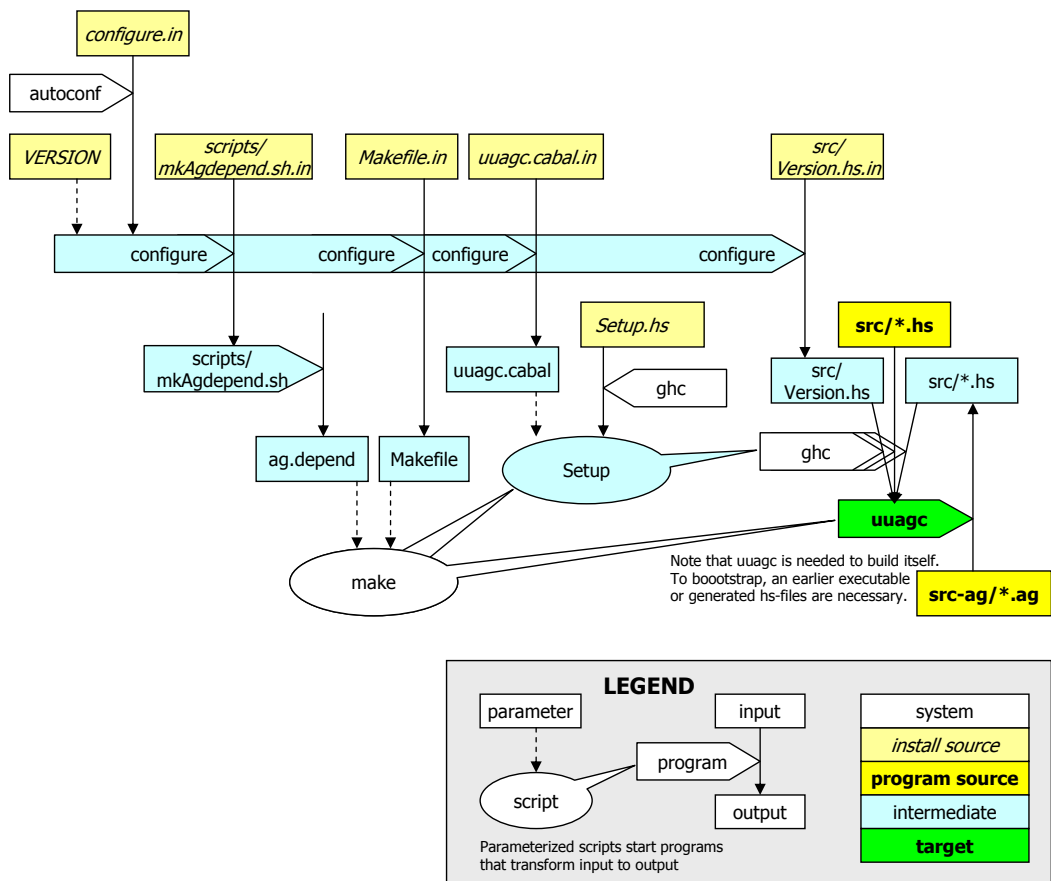 configure.in
autoconf
VERSION
scripts/
mkAgdepend.sh.in
Makefile.in
uuagc.cabal.in
src/
Version.hs.in
configure
configure
configure
configure
Setup.hs
src/*.hs
scripts/
mkAgdepend.sh
uuagc.cabal
ghc
src/
Version.hs
src/*.hs
ag.depend
Makefile
Setup
ghc
uuagc
make
Note that uuagc is needed to build itself.
To boootstrap, an earlier executable
or generated hs-files are necessary.
src-ag/*.ag
LEGEND
parameter
input
system
install source
program
program source
script
output
intermediate
target
Parameterized scripts start programs
that transform input to output